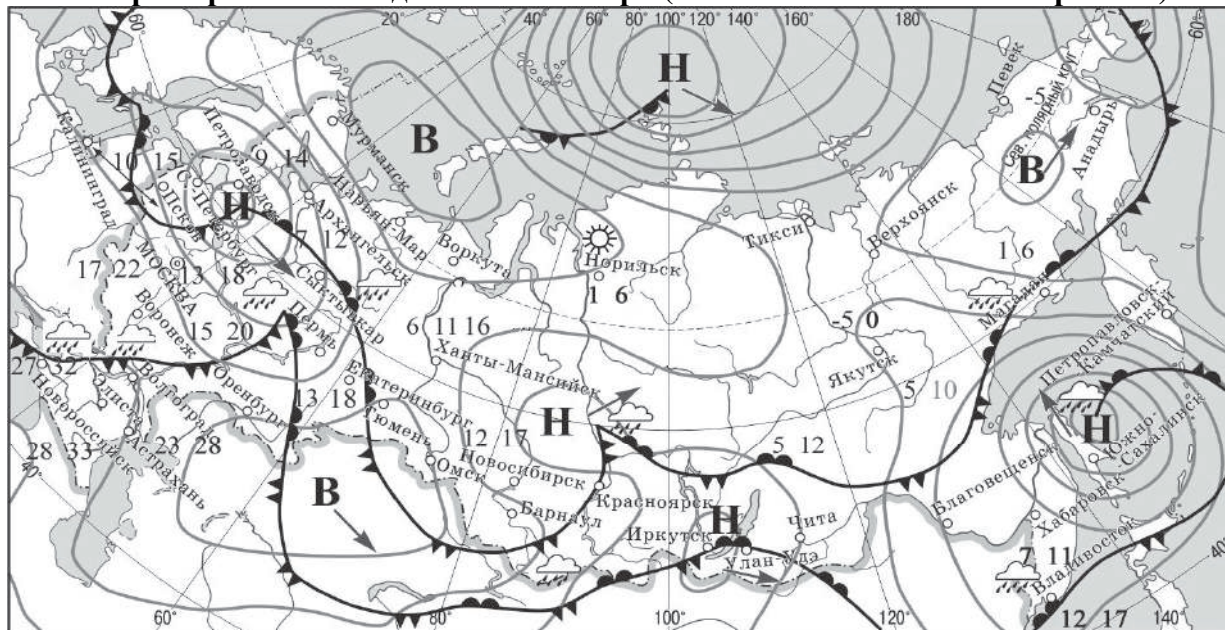 20° 40° 60° 80° 100° 120° 140° 160° 180
60° 60°
Н
Певек
-5 0
Сев. полярный круг
Анадырь
В
Калининград
10 15
Псков
С.-Петербург
Петрозаводск
9 14
Мурманск
В
Н
Нарьян-Мар
Архангельск
7 12
Воркута
Норильск
1 6
Тикси
Верхоянск
1 6
Магадан
Петропавловск-
Камчатский
17 22
МОСКВА
13 18
Сыктывкар
Воронеж
15 20
Пермь
6 11 16
Ханты-Мансийск
-5 0
Якутск
5 10
27 32
Новороссийск
Элиста
Волгоград
Оренбург
13 18
Екатеринбург
Тюмень
12 17
Н
5 12
Н
Южно-
Сахалинск
28 33
40°
Астрахань
23 28
В
Омск
Новосибирск
Барнаул
Красноярск
Н
Иркутск
Чита
Улан-Удэ
Благовещенск
Хабаровск
7 11
Владивосток
12 17
40°
60° 80° 100° 120° 140°